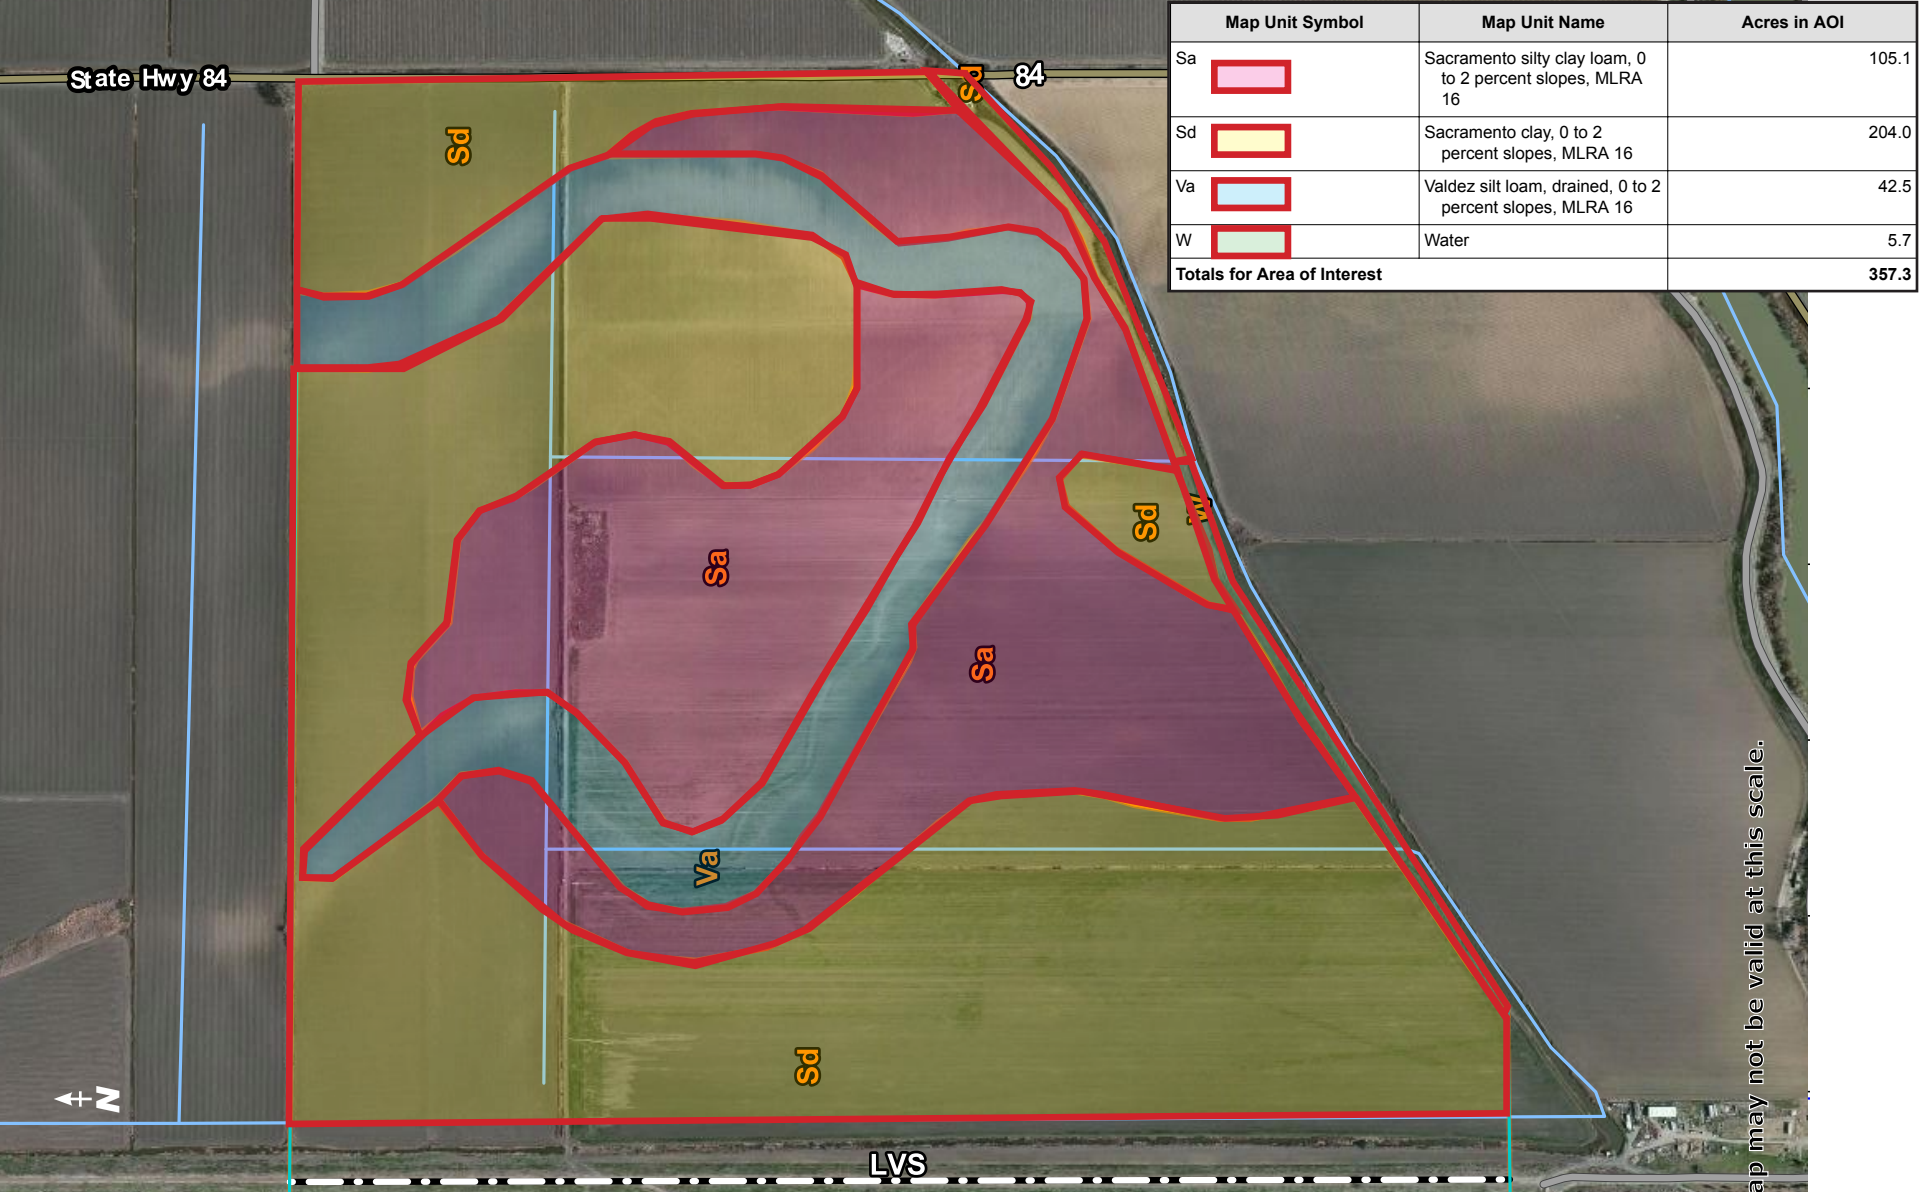 Map Unit Symbol Map Unit Name Acres in AOI
Sa Sacramento silty clay loam, 0 105.1
to 2 percent slopes, MLRA
16
Sd Sacramento clay, 0 to 2 204.0
percent slopes, MLRA 16
Va Valdez silt loam, drained, 0 to 2 42.5
percent slopes, MLRA 16
W Water 5.7
Totals for Area of Interest 357.3
State Hwy 84
84
Sd
Sd
Sd
W
Sa
Sa
Va
Sd
N
LVS
ap may not be valid at this scale.